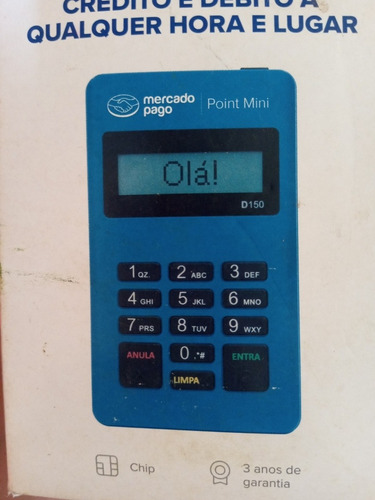 CRÉDITO E DÉBITO A
QUALQUER HORA E LUGAR
mercado
pago
Point Mini
Olá!
D150
1 QZ.
2 ABC
3 DEF
4 GHI
5 JKL
6 MNO
7 PRS
8 TUV
9 WXY
ANULA
0 .*#
ENTRA
LIMPA
Chip
3 anos de
garantia